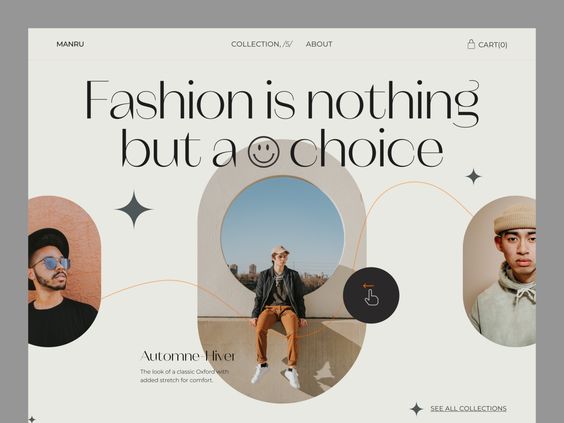 MANRU
COLLECTION, /5/
ABOUT
CART(0)
Fashion is nothing
but a choice
Automne-Hiver
The look of a classic Oxford with
added stretch for comfort.
SEE ALL COLLECTIONS